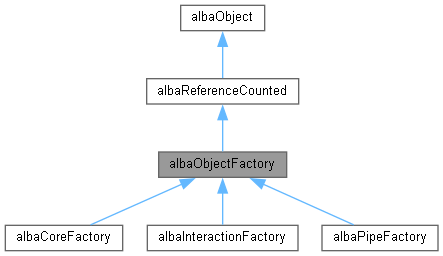 albaObject
albaReferenceCounted
albaObjectFactory
albaCoreFactory
albaInteractionFactory
albaPipeFactory